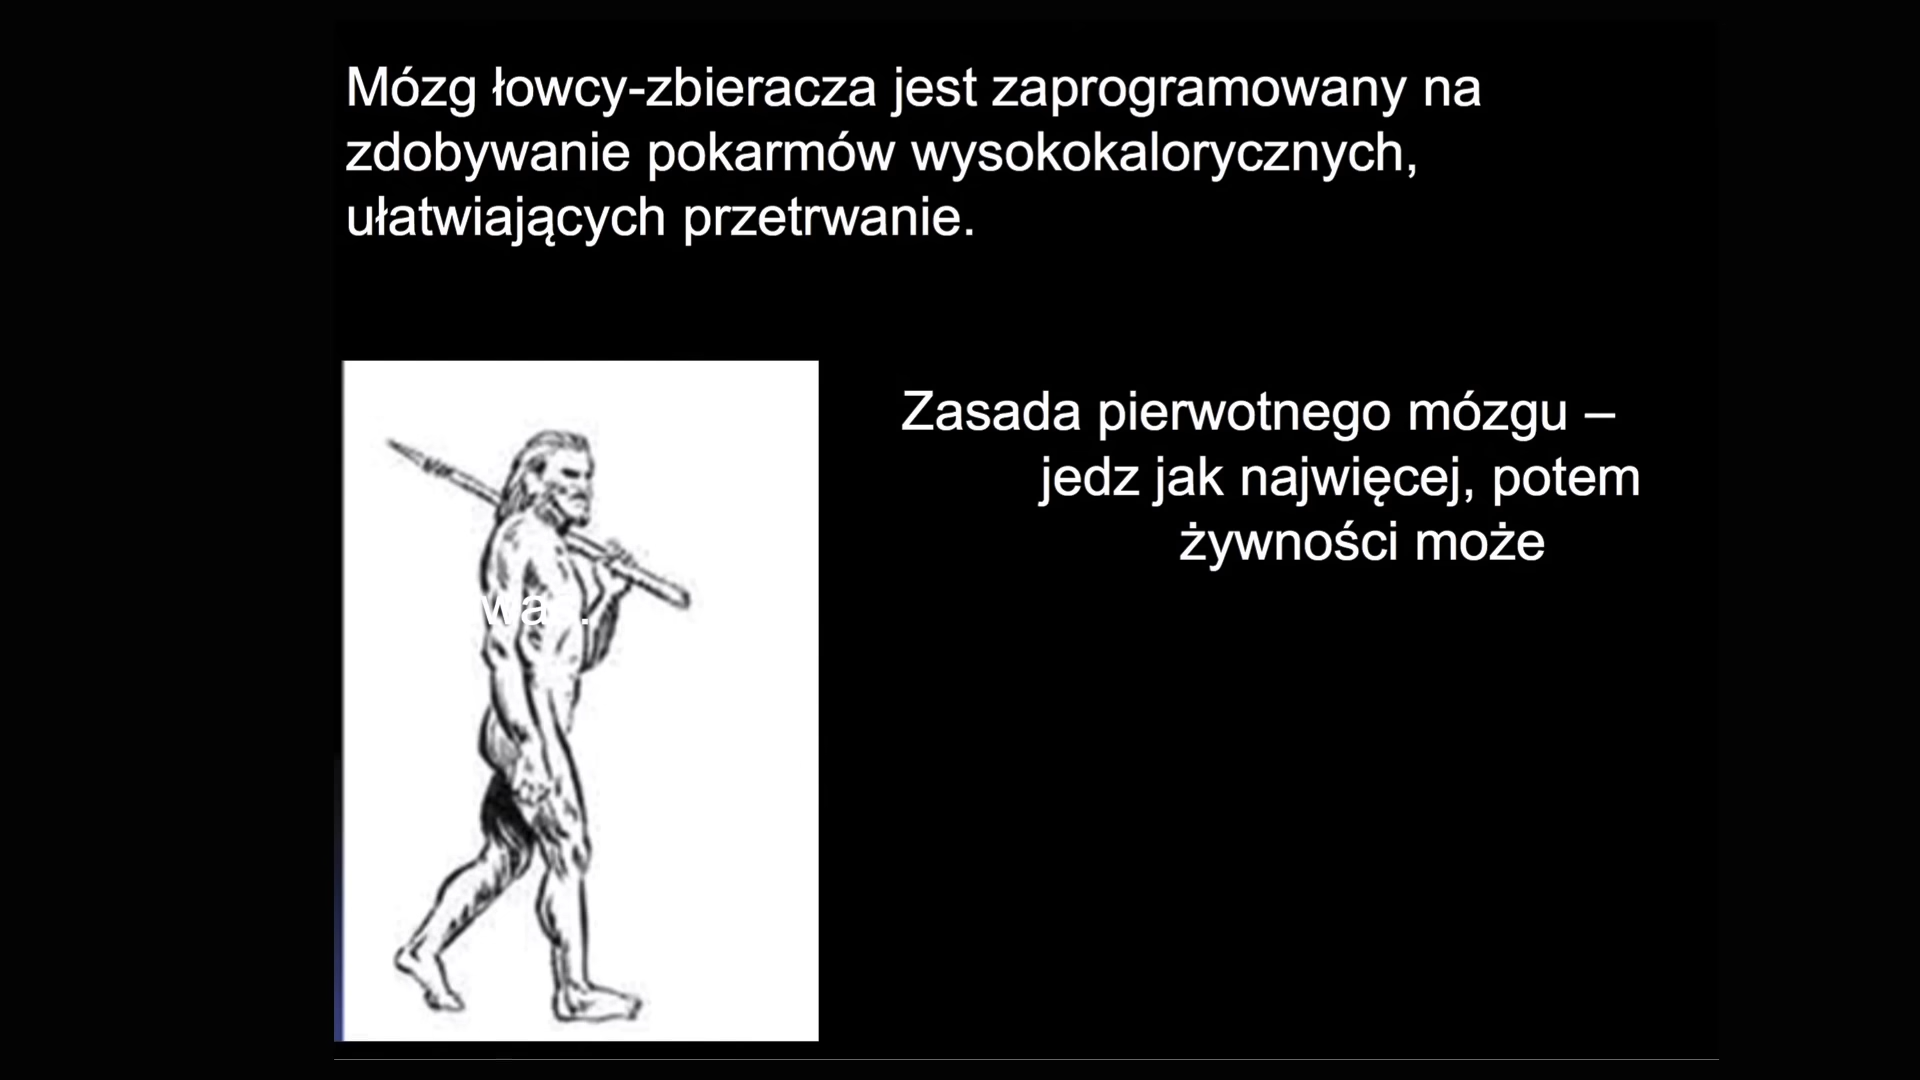 Mózg łowcy-zbieracza jest zaprogramowany na
zdobywanie pokarmów wysokokalorycznych,
ułatwiających przetrwanie.
Zasada pierwotnego mózgu –
jedz jak najwięcej, potem
żywności może